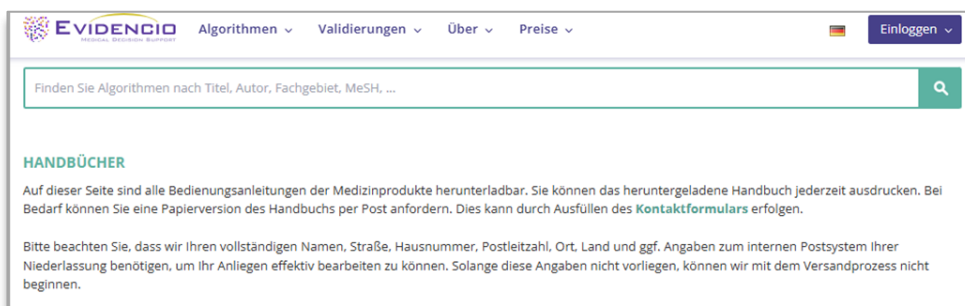 EVIDENCIO
MEDICAL DECISION SUPPORT
Algorithmen Validierungen Über Preise Einloggen
Finden Sie Algorithmen nach Titel, Autor, Fachgebiet, MeSH, ...
HANDBÜCHER
Auf dieser Seite sind alle Bedienungsanleitungen der Medizinprodukte herunterladbar. Sie können das heruntergeladene Handbuch jederzeit ausdrucken. Bei
Bedarf können Sie eine Papierversion des Handbuchs per Post anfordern. Dies kann durch Ausfüllen des Kontaktformulars erfolgen.
Bitte beachten Sie, dass wir Ihren vollständigen Namen, Straße, Hausnummer, Postleitzahl, Ort, Land und ggf. Angaben zum internen Postsystem Ihrer
Niederlassung benötigen, um Ihr Anliegen effektiv bearbeiten zu können. Solange diese Angaben nicht vorliegen, können wir mit dem Versandprozess nicht
beginnen.